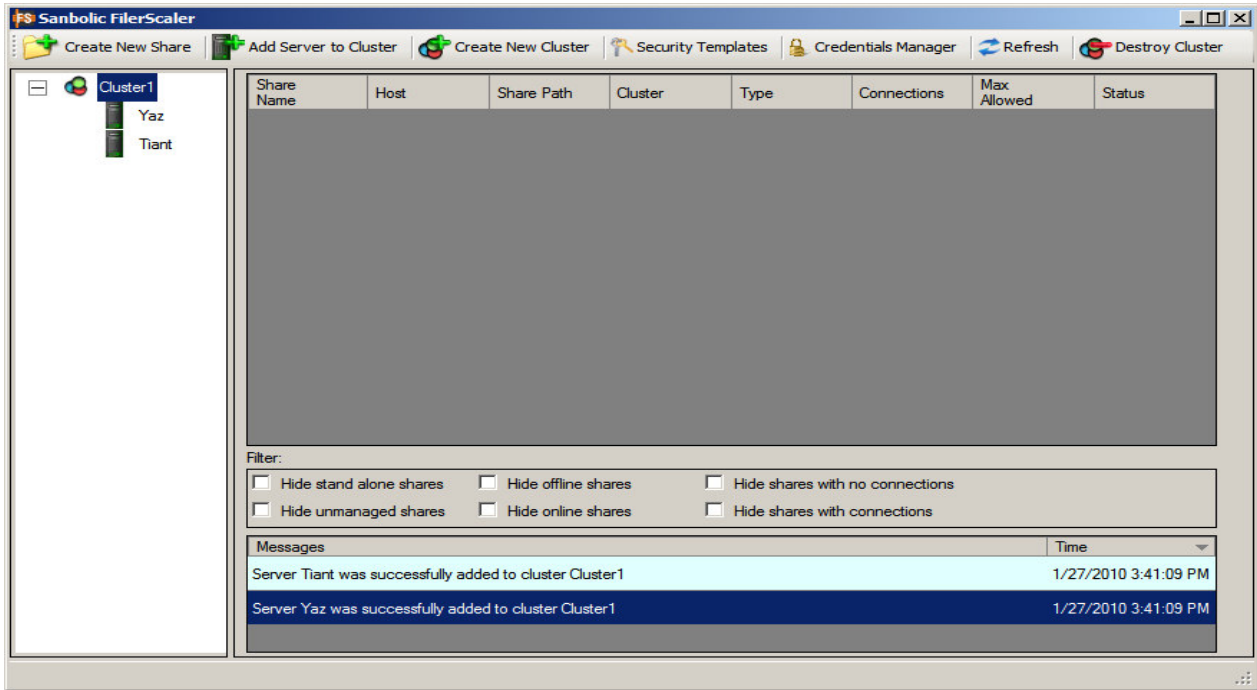 FS Sanbolic FilerScaler
Create New Share Add Server to Cluster Create New Cluster Security Templates Credentials Manager Refresh Destroy Cluster
Cluster1
Yaz
Tiant
Share Name Host Share Path Cluster Type Connections Max Allowed Status
Filter:
Hide stand alone shares Hide offline shares Hide shares with no connections
Hide unmanaged shares Hide online shares Hide shares with connections
Messages Time
Server Tiant was successfully added to cluster Cluster1 1/27/2010 3:41:09 PM
Server Yaz was successfully added to cluster Cluster1 1/27/2010 3:41:09 PM